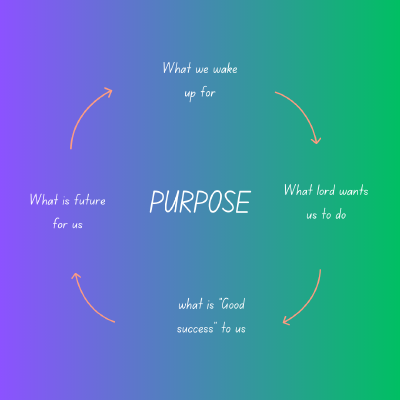 What we wake
up for
What lord wants
us to do
what is "Good
success" to us
What is future
for us
PURPOSE